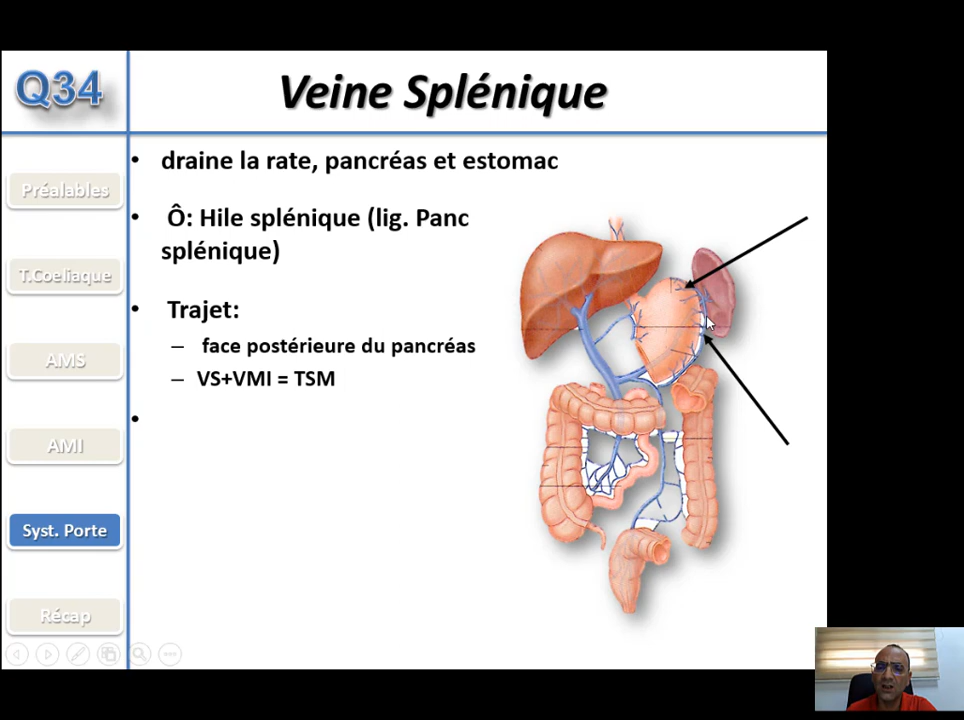 Q34
Veine Splénique
Préalables
T.Coeliaque
AMS
AMI
Syst. Porte
Récap
• draine la rate, pancréas et estomac
• Ô: Hile splénique (lig. Panc
splénique)
• Trajet:
– face postérieure du pancréas
– VS+VMI = TSM
•